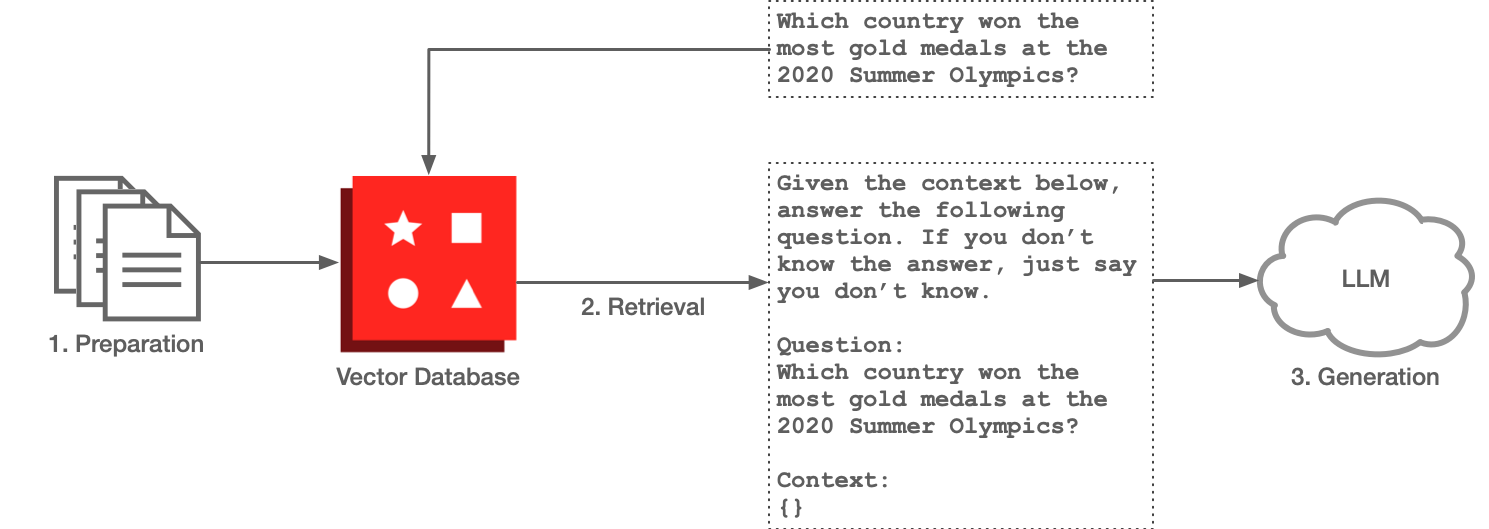 Which country won the
most gold medals at the
2020 Summer Olympics?
1. Preparation
Vector Database
2. Retrieval
Given the context below,
answer the following
question. If you don’t
know the answer, just say
you don’t know.
Question:
Which country won the
most gold medals at the
2020 Summer Olympics?
Context:
{}
LLM
3. Generation